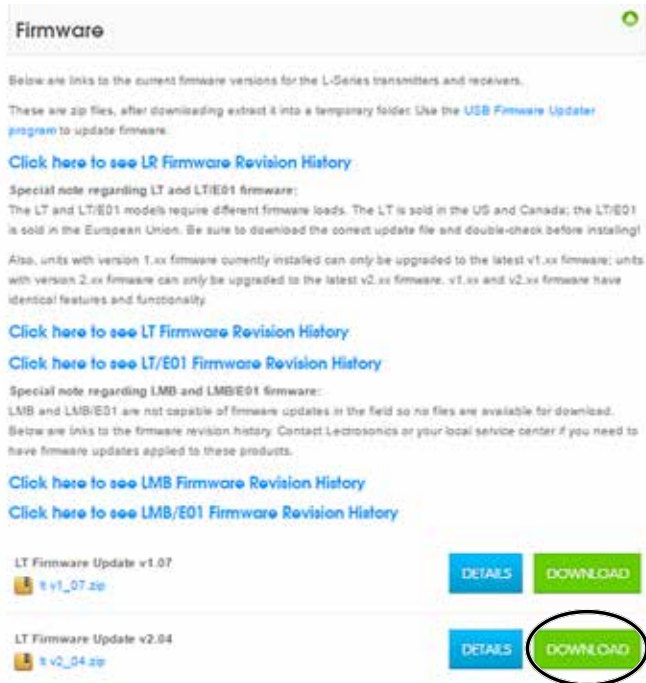 Firmware
Below are links to the current firmware versions for the L-Series transmitters and receivers.
These are zip files, after downloading extract it into a temporary folder. Use the USB Firmware Updater
program to update firmware.
Click here to see LR Firmware Revision History
Special note regarding LT and LT/E01 firmware:
The LT and LT/E01 models require different firmware loads. The LT is sold in the US and Canada; the LT/E01
is sold in the European Union. Be sure to download the correct update file and double-check before installing!
Also, units with version 1.xx firmware currently installed can only be upgraded to the latest v1.xx firmware; units
with version 2.xx firmware can only be upgraded to the latest v2.xx firmware. v1.xx and v2.xx firmware have
identical features and functionality.
Click here to see LT Firmware Revision History
Click here to see LT/E01 Firmware Revision History
Special note regarding LMB and LMB/E01 firmware:
LMB and LMB/E01 are not capable of firmware updates in the field so no files are available for download.
Below are links to the firmware revision history. Contact Lectrosonics or your local service center if you need to
have firmware updates applied to these products.
Click here to see LMB Firmware Revision History
Click here to see LMB/E01 Firmware Revision History
LT Firmware Update v1.07
lt v1_07.zip
DETAILS DOWNLOAD
LT Firmware Update v2.04
lt v2_04.zip
DETAILS DOWNLOAD